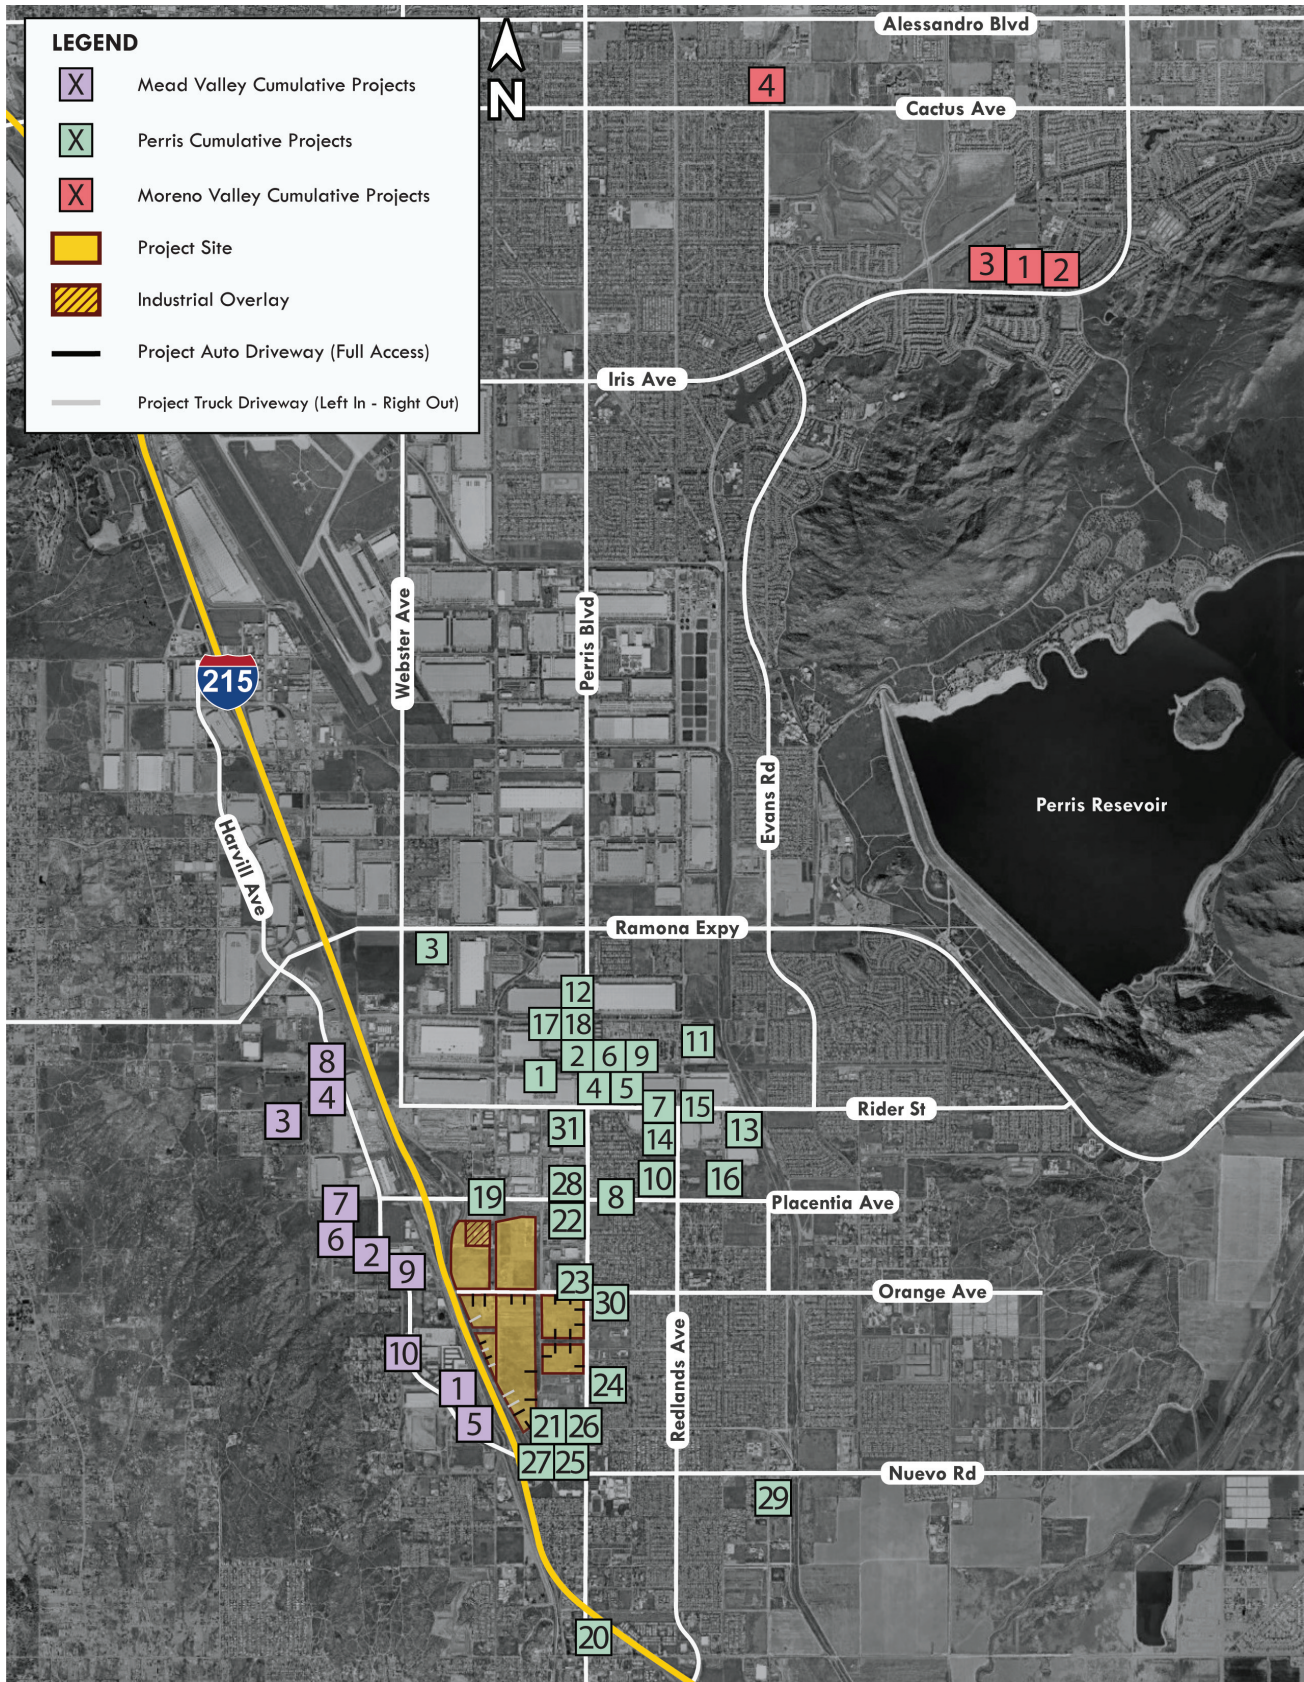 LEGEND
X Mead Valley Cumulative Projects
X Perris Cumulative Projects
X Moreno Valley Cumulative Projects
Project Site
Industrial Overlay
Project Auto Driveway (Full Access)
Project Truck Driveway (Left In - Right Out)
N
Alessandro Blvd
4
Cactus Ave
3 1 2
Iris Ave
Webster Ave
Perris Blvd
215
Evans Rd
Perris Resevoir
Harvill Ave
Ramona Expy
3
12
17 18
11
2 6 9
8
1
4 5
4
7 15
Rider St
3
31
13
14
10 16
28
19
8
7
Placentia Ave
22
6
2
9
23
Orange Ave
30
10
Redlands Ave
24
1
5
21 26
27 25
Nuevo Rd
29
20